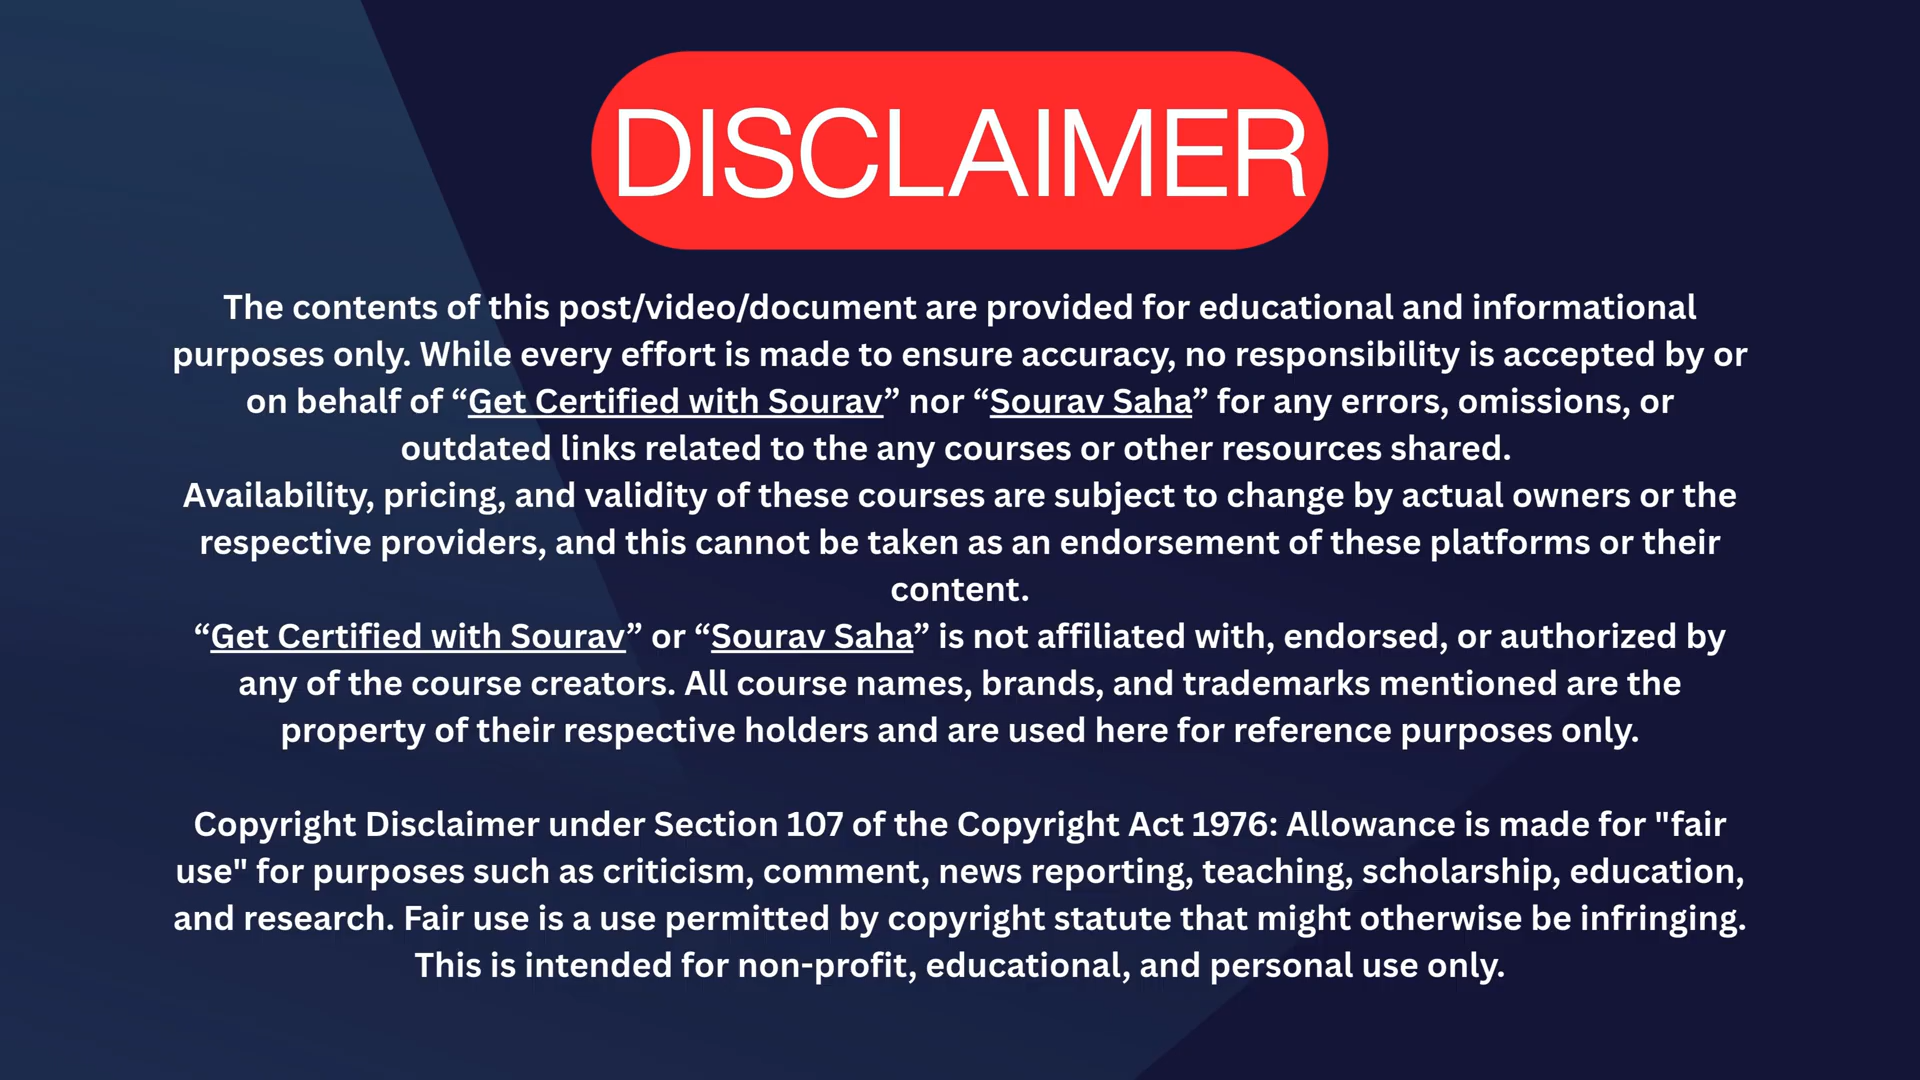 DISCLAIMER
The contents of this post/video/document are provided for educational and informational
purposes only. While every effort is made to ensure accuracy, no responsibility is accepted by or
on behalf of “Get Certified with Sourav” nor “Sourav Saha” for any errors, omissions, or
outdated links related to the any courses or other resources shared.
Availability, pricing, and validity of these courses are subject to change by actual owners or the
respective providers, and this cannot be taken as an endorsement of these platforms or their
content.
“Get Certified with Sourav” or “Sourav Saha” is not affiliated with, endorsed, or authorized by
any of the course creators. All course names, brands, and trademarks mentioned are the
property of their respective holders and are used here for reference purposes only.
Copyright Disclaimer under Section 107 of the Copyright Act 1976: Allowance is made for "fair
use" for purposes such as criticism, comment, news reporting, teaching, scholarship, education,
and research. Fair use is a use permitted by copyright statute that might otherwise be infringing.
This is intended for non-profit, educational, and personal use only.